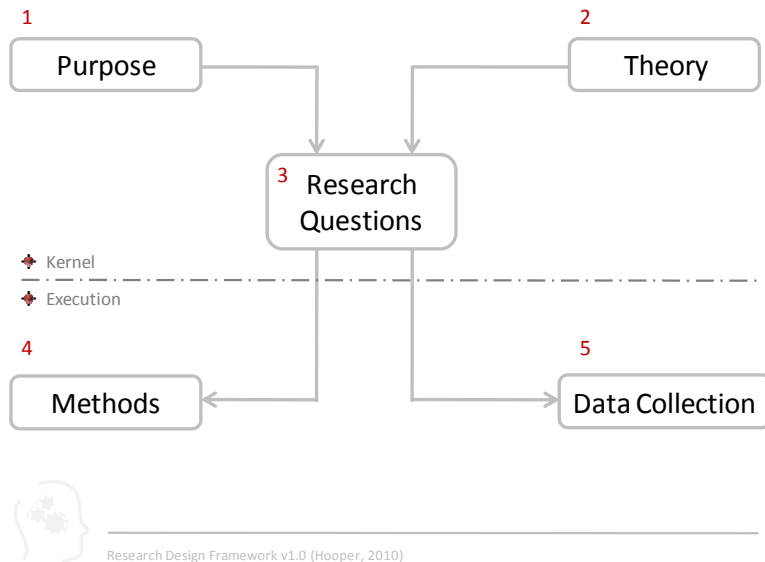 1
2
Purpose
Theory
3
Research
Questions
Kernel
Execution
4
5
Methods
Data Collection
Research Design Framework v1.0 (Hooper, 2010)